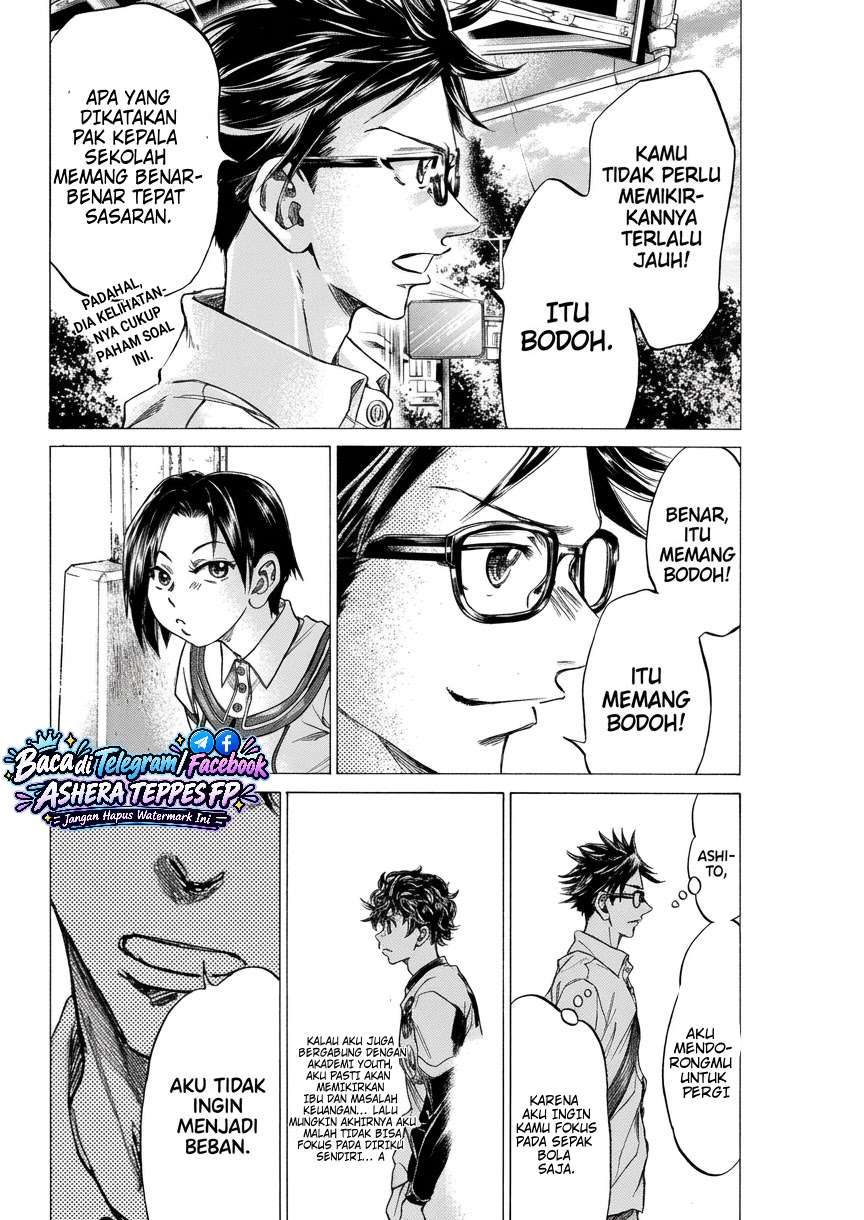 KAMU
TIDAK PERLU
MEMIKIR-
KANNYA
TERLALU
JAUH!
ITU
BODOH.
APA YANG
DIKATAKAN
PAK KEPALA
SEKOLAH
MEMANG BENAR-
BENAR TEPAT
SASARAN.
PADAHAL,
DIA KELIHATAN-
NYA CUKUP
PAHAM SOAL
INI.
BENAR,
ITU
MEMANG
BODOH!
ITU
MEMANG
BODOH!
Baca di Telegram/Facebook
ASHERA TEPPES FP
Jangan Hapus Watermark Ini
ASHI-
TO,
AKU
MENDO-
RONGMU
UNTUK
PERGI
KARENA
AKU INGIN
KAMU FOKUS
PADA SEPAK
BOLA
SAJA.
KALAU AKU JUGA
BERGABUNG DENGAN
AKADEMI YOUTH,
AKU PASTI AKAN
MEMIKIRKAN
IBU DAN MASALAH
KEUANGAN... LALU
MUNGKIN AKHIRNYA AKU
MALAH TIDAK BISA
FOKUS PADA DIRIKU
SENDIRI... A
AKU TIDAK
INGIN
MENJADI
BEBAN.